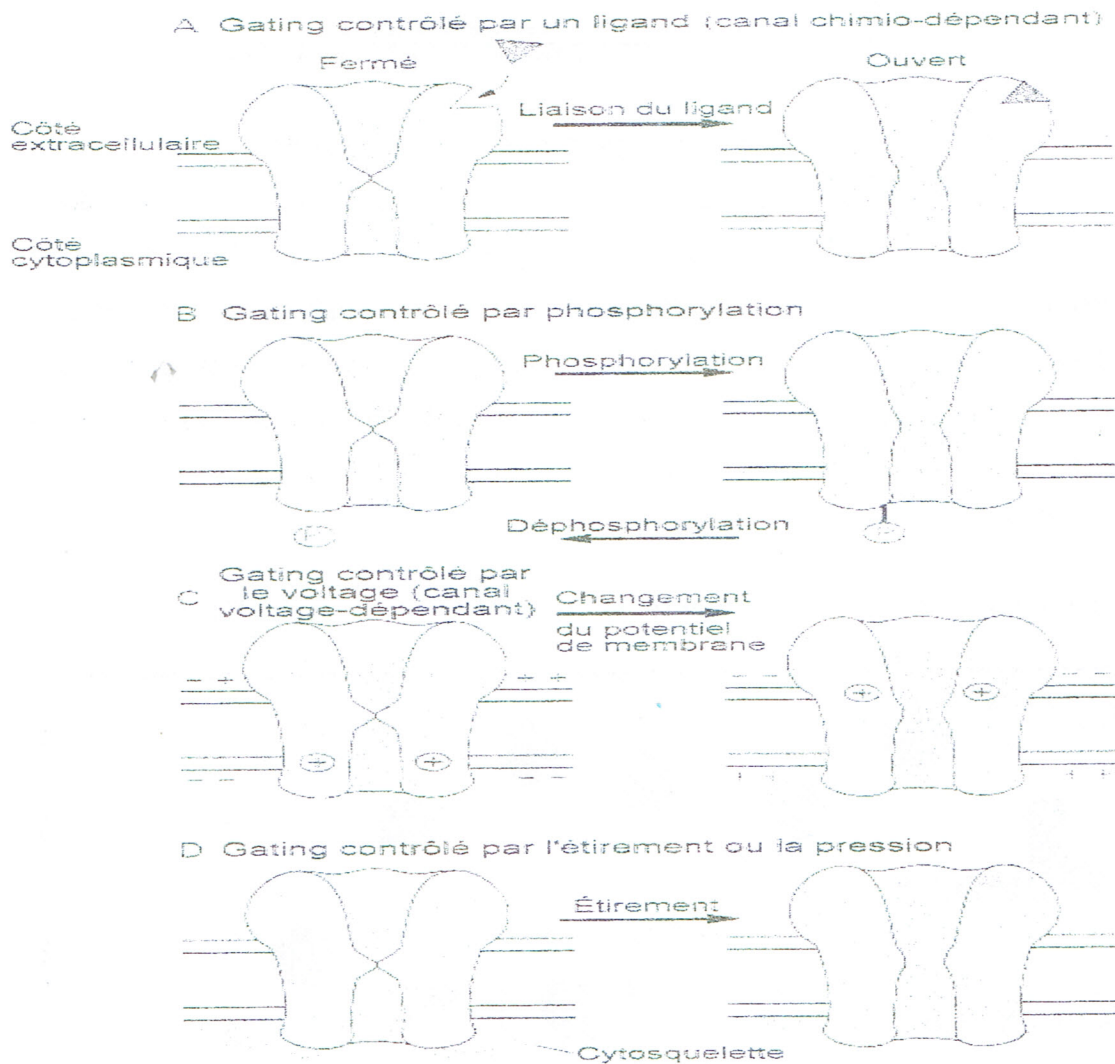 A Gating contrôlé par un ligand (canal chimio-dépendant)
Fermé
Ouvert
Liaison du ligand
Côté
extracellulaire
Côté
cytoplasmique
B Gating contrôlé par phosphorylation
Phosphorylation
Déphosphorylation
P
P
C Gating contrôlé par
le voltage (canal
voltage-dépendant)
Changement
du potentiel
de membrane
- + + +
- -
+ +
+ +
- -
- -
+ +
+ +
D Gating contrôlé par l'étirement ou la pression
Étirement
Cytosquelette